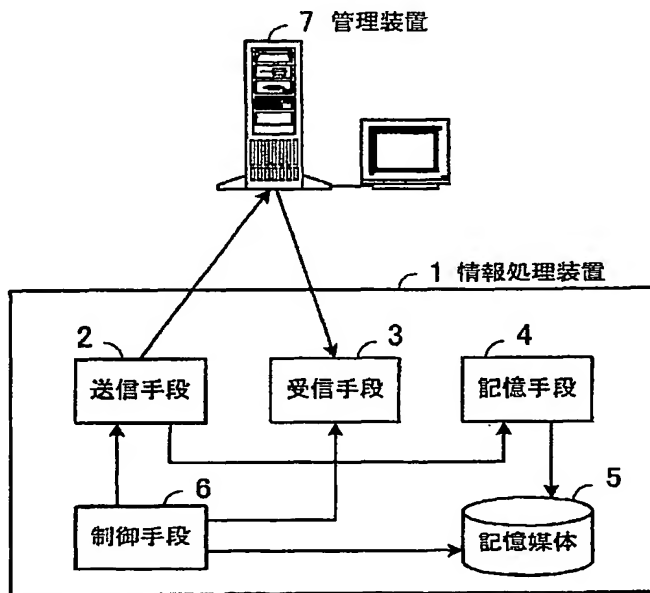 7 管理装置
1 情報処理装置
2
3
4
送信手段
受信手段
記憶手段
6
5
制御手段
記憶媒体